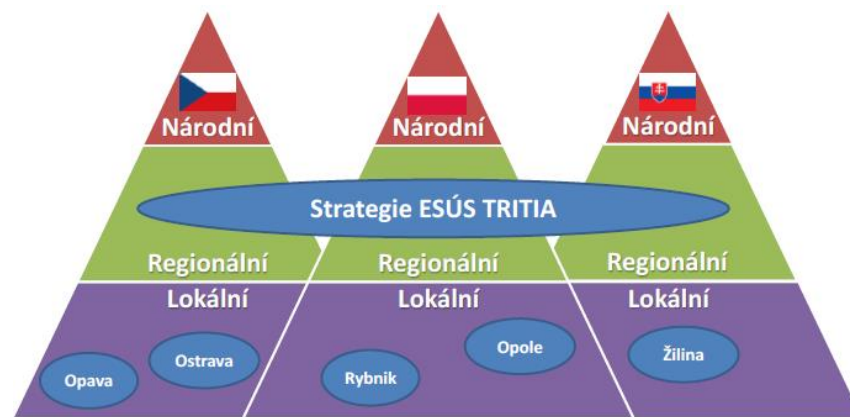 Národní
Národní
Národní
Strategie ESÚS TRITIA
Regionální
Regionální
Regionální
Lokální
Lokální
Lokální
Opava
Ostrava
Rybnik
Opole
Žilina